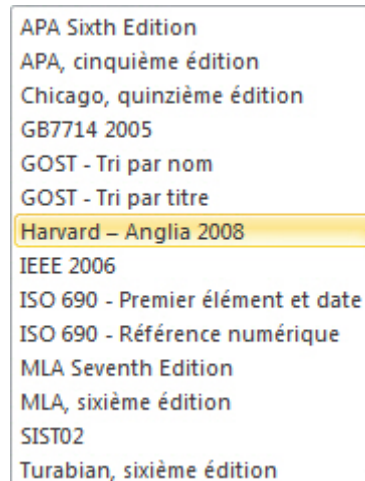 APA Sixth Edition
APA, cinquième édition
Chicago, quinzième édition
GB7714 2005
GOST - Tri par nom
GOST - Tri par titre
Harvard – Anglia 2008
IEEE 2006
ISO 690 - Premier élément et date
ISO 690 - Référence numérique
MLA Seventh Edition
MLA, sixième édition
SIST02
Turabian, sixième édition